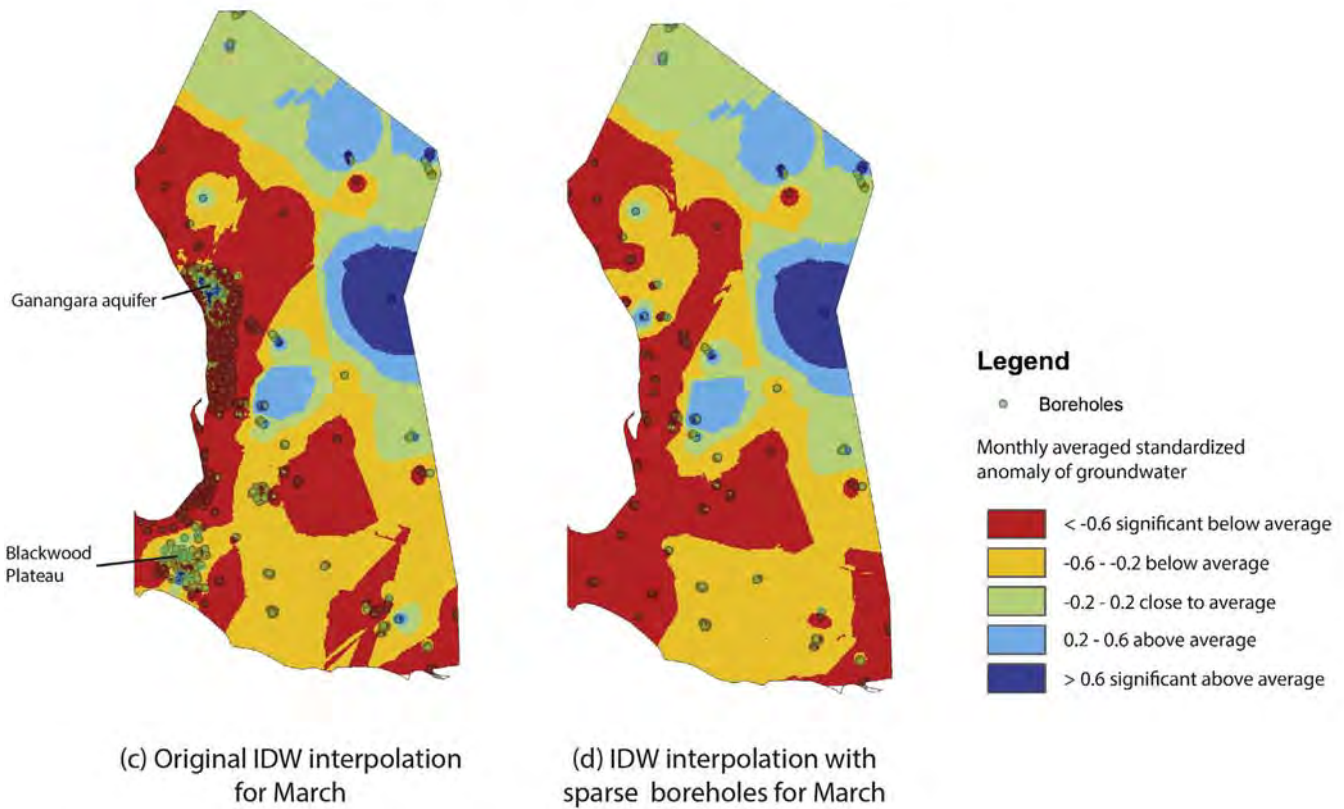 Ganangara aquifer
Blackwood
Plateau
Legend
Boreholes
Monthly averaged standardized
anomaly of groundwater
< -0.6 significant below average
-0.6 - -0.2 below average
-0.2 - 0.2 close to average
0.2 - 0.6 above average
> 0.6 significant above average
(c) Original IDW interpolation
for March
(d) IDW interpolation with
sparse boreholes for March